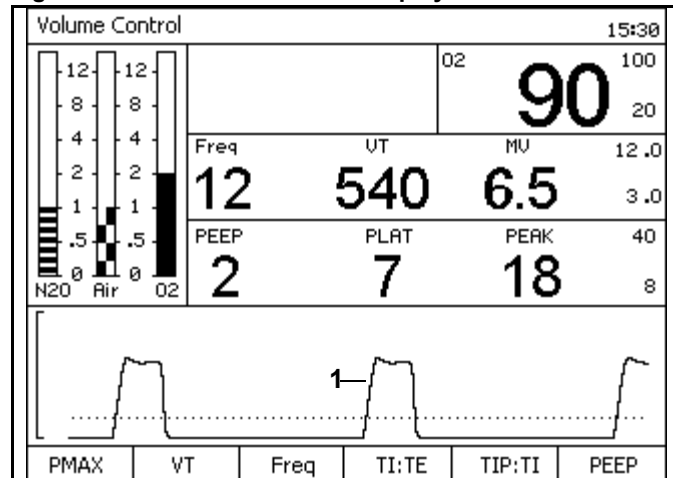 Volume Control 15:30
O2 90 100 20
12 12
8 8
4 4
2 2
1 1
.5 .5
0 0
N2O Air O2
Freq VT MV 12.0
12 540 6.5 3.0
PEEP PLAT PEAK 40
2 7 18 8
1
PMAX VT Freq TI:TE TIP:TI PEEP